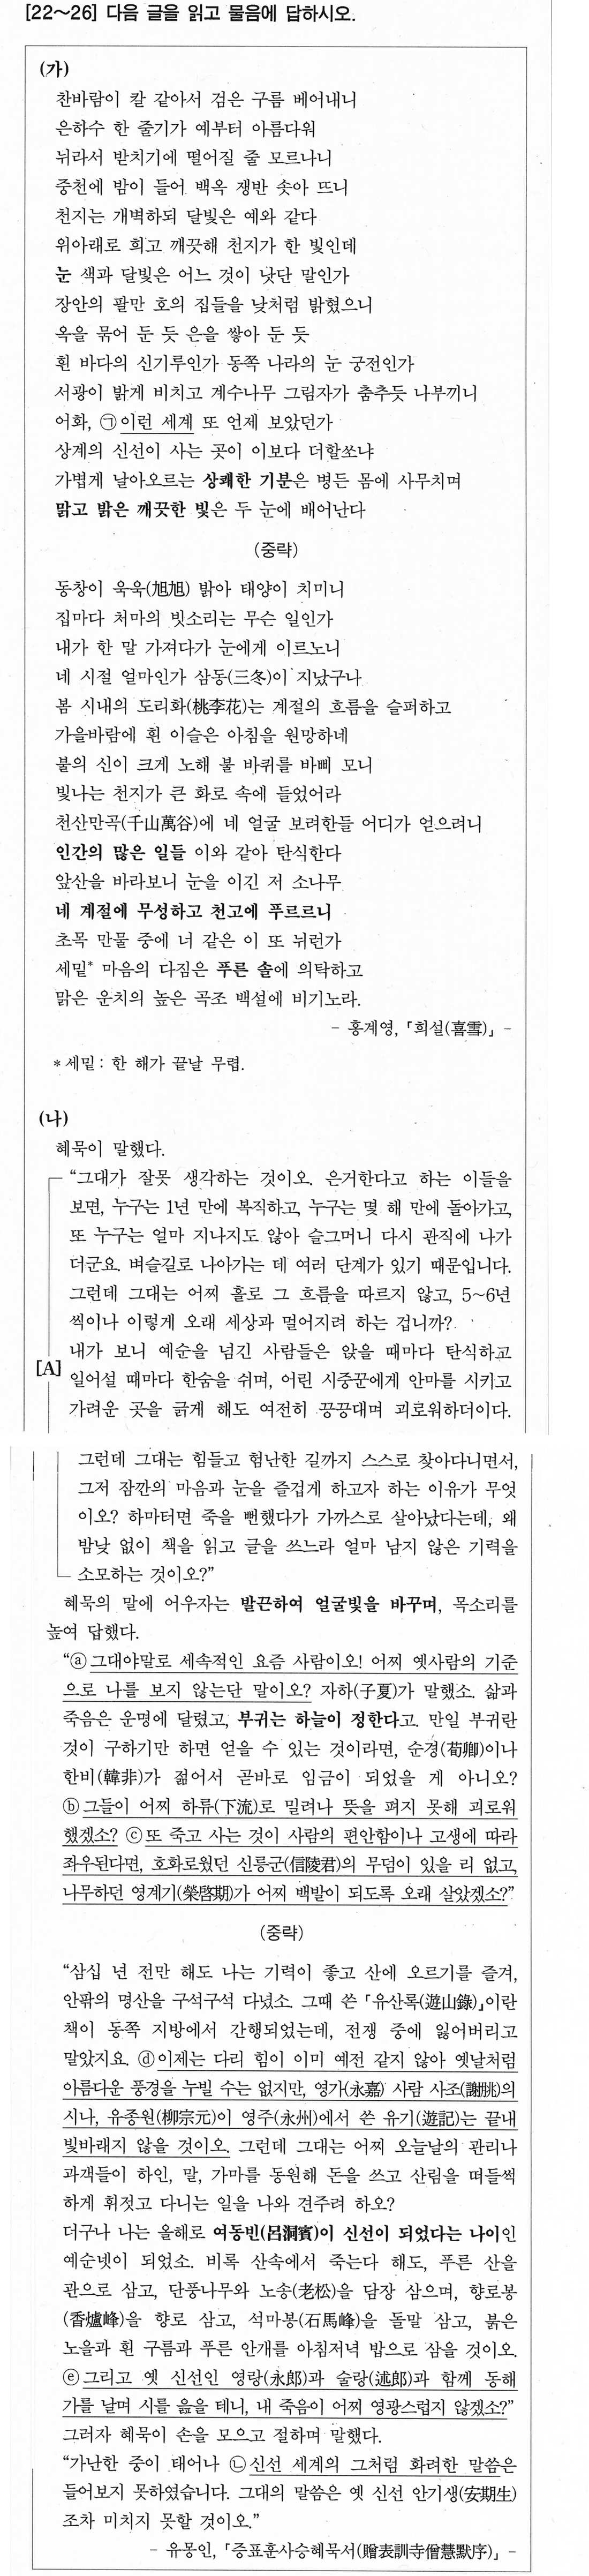 [22~26] 다음 글을 읽고 물음에 답하시오.
(가)
찬바람이 칼 같아서 검은 구름 베어내니
은하수 한 줄기가 예부터 아름다워
뉘라서 받치기에 떨어질 줄 모르나니
중천에 밤이 들어 백옥 쟁반 솟아 뜨니
천지는 개벽하되 달빛은 예와 같다
위아래로 희고 깨끗해 천지가 한 빛인데
눈 색과 달빛은 어느 것이 낫단 말인가
장안의 팔만 호의 집들을 낮처럼 밝혔으니
옥을 묶어 둔 듯 은을 쌓아 둔 듯
흰 바다의 신기루인가 동쪽 나라의 눈 궁전인가
서광이 밝게 비치고 계수나무 그림자가 춤추듯 나부끼니
어화, ㉠이런 세계 또 언제 보았던가
상계의 신선이 사는 곳이 이보다 더할쏘냐
가볍게 날아오르는 상쾌한 기분은 병든 몸에 사무치며
맑고 밝은 깨끗한 빛은 두 눈에 배어난다
(중략)
동창이 욱욱(旭旭) 밝아 태양이 치미니
집마다 처마의 빗소리는 무슨 일인가
내가 한 말 가져다가 눈에게 이르노니
네 시절 얼마인가 삼동(三冬)이 지났구나
봄 시내의 도리화(桃李花)는 계절의 흐름을 슬퍼하고
가을바람에 흰 이슬은 아침을 원망하네
불의 신이 크게 노해 불 바퀴를 바삐 모니
빛나는 천지가 큰 화로 속에 들었어라
천산만곡(千山萬谷)에 네 얼굴 보려한들 어디가 얻으려니
인간의 많은 일들 이와 같아 탄식한다
앞산을 바라보니 눈을 이긴 저 소나무
네 계절에 무성하고 천고에 푸르르니
초목 만물 중에 너 같은 이 또 뉘런가
세밑* 마음의 다짐은 푸른 솔에 의탁하고
맑은 운치의 높은 곡조 백설에 비기노라.
- 홍계영, 「희설(喜雪)」 -
*세밑: 한 해가 끝날 무렵.
(나)
혜묵이 말했다.
“그대가 잘못 생각하는 것이오. 은거한다고 하는 이들을
보면, 누구는 1년 만에 복직하고, 누구는 몇 해 만에 돌아가고,
또 누구는 얼마 지나지도 않아 슬그머니 다시 관직에 나가
더군요. 벼슬길로 나아가는 데 여러 단계가 있기 때문입니다.
그런데 그대는 어찌 홀로 그 흐름을 따르지 않고, 5~6년
씩이나 이렇게 오래 세상과 멀어지려 하는 겁니까?
내가 보니 예순을 넘긴 사람들은 앉을 때마다 탄식하고
[A] 일어설 때마다 한숨을 쉬며, 어린 시중꾼에게 안마를 시키고
가려운 곳을 긁게 해도 여전히 끙끙대며 괴로워하더이다.
그런데 그대는 힘들고 험난한 길까지 스스로 찾아다니면서,
그저 잠깐의 마음과 눈을 즐겁게 하고자 하는 이유가 무엇
이오? 하마터면 죽을 뻔했다가 가까스로 살아났다는데, 왜
밤낮 없이 책을 읽고 글을 쓰느라 얼마 남지 않은 기력을
소모하는 것이오?”
혜묵의 말에 어우자는 발끈하여 얼굴빛을 바꾸며, 목소리를
높여 답했다.
“ⓐ그대야말로 세속적인 요즘 사람이오! 어찌 옛사람의 기준
으로 나를 보지 않는단 말이오? 자하(子夏)가 말했소. 삶과
죽음은 운명에 달렸고, 부귀는 하늘이 정한다고. 만일 부귀란
것이 구하기만 하면 얻을 수 있는 것이라면, 순경(荀卿)이나
한비(韓非)가 젊어서 곧바로 임금이 되었을 게 아니오?
ⓑ그들이 어찌 하류(下流)로 밀려나 뜻을 펴지 못해 괴로워
했겠소? ⓒ또 죽고 사는 것이 사람의 편안함이나 고생에 따라
좌우된다면, 호화로웠던 신릉군(信陵君)의 무덤이 있을 리 없고,
나무하던 영계기(榮啓期)가 어찌 백발이 되도록 오래 살았겠소?”
(중략)
“삼십 년 전만 해도 나는 기력이 좋고 산에 오르기를 즐겨,
안팎의 명산을 구석구석 다녔소. 그때 쓴 「유산록(遊山錄)」이란
책이 동쪽 지방에서 간행되었는데, 전쟁 중에 잃어버리고
말았지요. ⓓ이제는 다리 힘이 이미 예전 같지 않아 옛날처럼
아름다운 풍경을 누빌 수는 없지만, 영가(永嘉) 사람 사조(謝朓)의
시나, 유종원(柳宗元)이 영주(永州)에서 쓴 유기(遊記)는 끝내
빛바래지 않을 것이오. 그런데 그대는 어찌 오늘날의 관리나
과객들이 하인, 말, 가마를 동원해 돈을 쓰고 산림을 떠들썩
하게 휘젓고 다니는 일을 나와 견주려 하오?
더구나 나는 올해로 여동빈(呂洞賓)이 신선이 되었다는 나이인
예순넷이 되었소. 비록 산속에서 죽는다 해도, 푸른 산을
관으로 삼고, 단풍나무와 노송(老松)을 담장 삼으며, 향로봉
(香爐峰)을 향로 삼고, 석마봉(石馬峰)을 돌말 삼고, 붉은
노을과 흰 구름과 푸른 안개를 아침저녁 밥으로 삼을 것이오.
ⓔ그리고 옛 신선인 영랑(永郎)과 술랑(述郎)과 함께 동해
가를 날며 시를 읊을 테니, 내 죽음이 어찌 영광스럽지 않겠소?”
그러자 혜묵이 손을 모으고 절하며 말했다.
“가난한 중이 태어나 ㉡신선 세계의 그처럼 화려한 말씀은
들어보지 못하였습니다. 그대의 말씀은 옛 신선 안기생(安期生)
조차 미치지 못할 것이오.”
- 유몽인, 「증표훈사승혜묵서(贈表訓寺僧慧默序)」 -